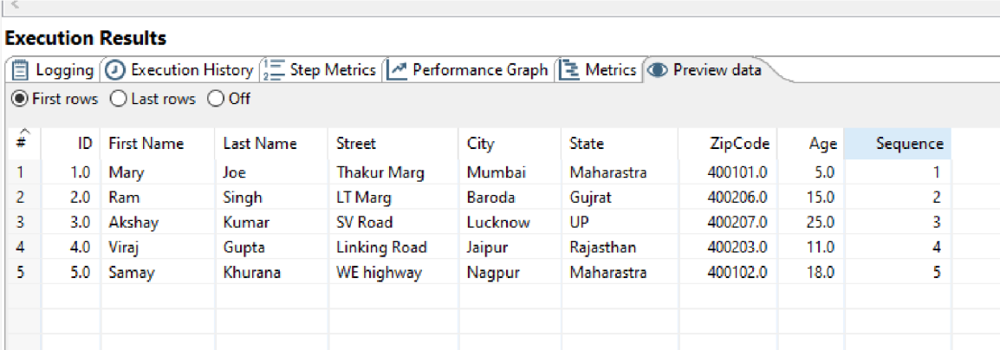 Execution Results
Logging Execution History Step Metrics Performance Graph Metrics Preview data
First rows Last rows Off
# ID First Name Last Name Street City State ZipCode Age Sequence
1 1.0 Mary Joe Thakur Marg Mumbai Maharastra 400101.0 5.0 1
2 2.0 Ram Singh LT Marg Baroda Gujrat 400206.0 15.0 2
3 3.0 Akshay Kumar SV Road Lucknow UP 400207.0 25.0 3
4 4.0 Viraj Gupta Linking Road Jaipur Rajasthan 400203.0 11.0 4
5 5.0 Samay Khurana WE highway Nagpur Maharastra 400102.0 18.0 5